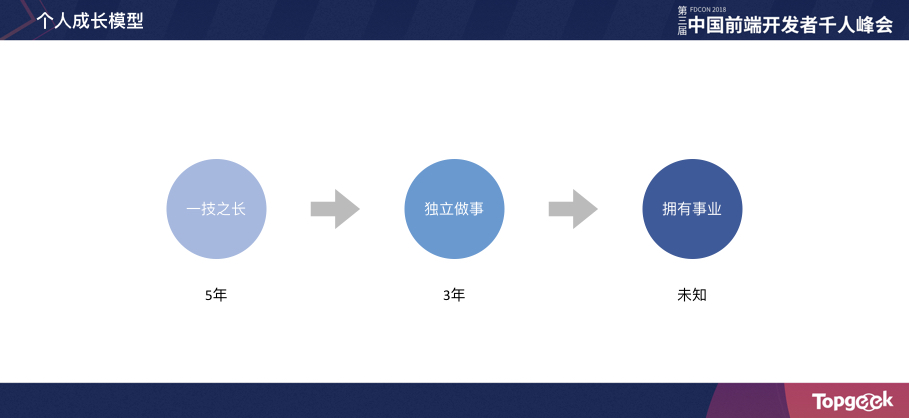 个人成长模型
第三届
FDCON 2018
中国前端开发者千人峰会
一技之长
独立做事
拥有事业
5年
3年
未知
Topgeek